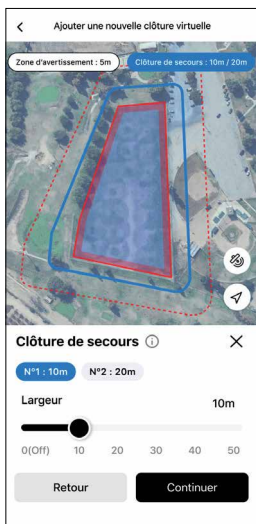 Ajouter une nouvelle clôture virtuelle
Zone d'avertissement : 5m
Clôture de secours : 10m / 20m
Clôture de secours
N°1 : 10m
N°2 : 20m
Largeur
10m
0(Off) 10 20 30 40 50
Retour
Continuer